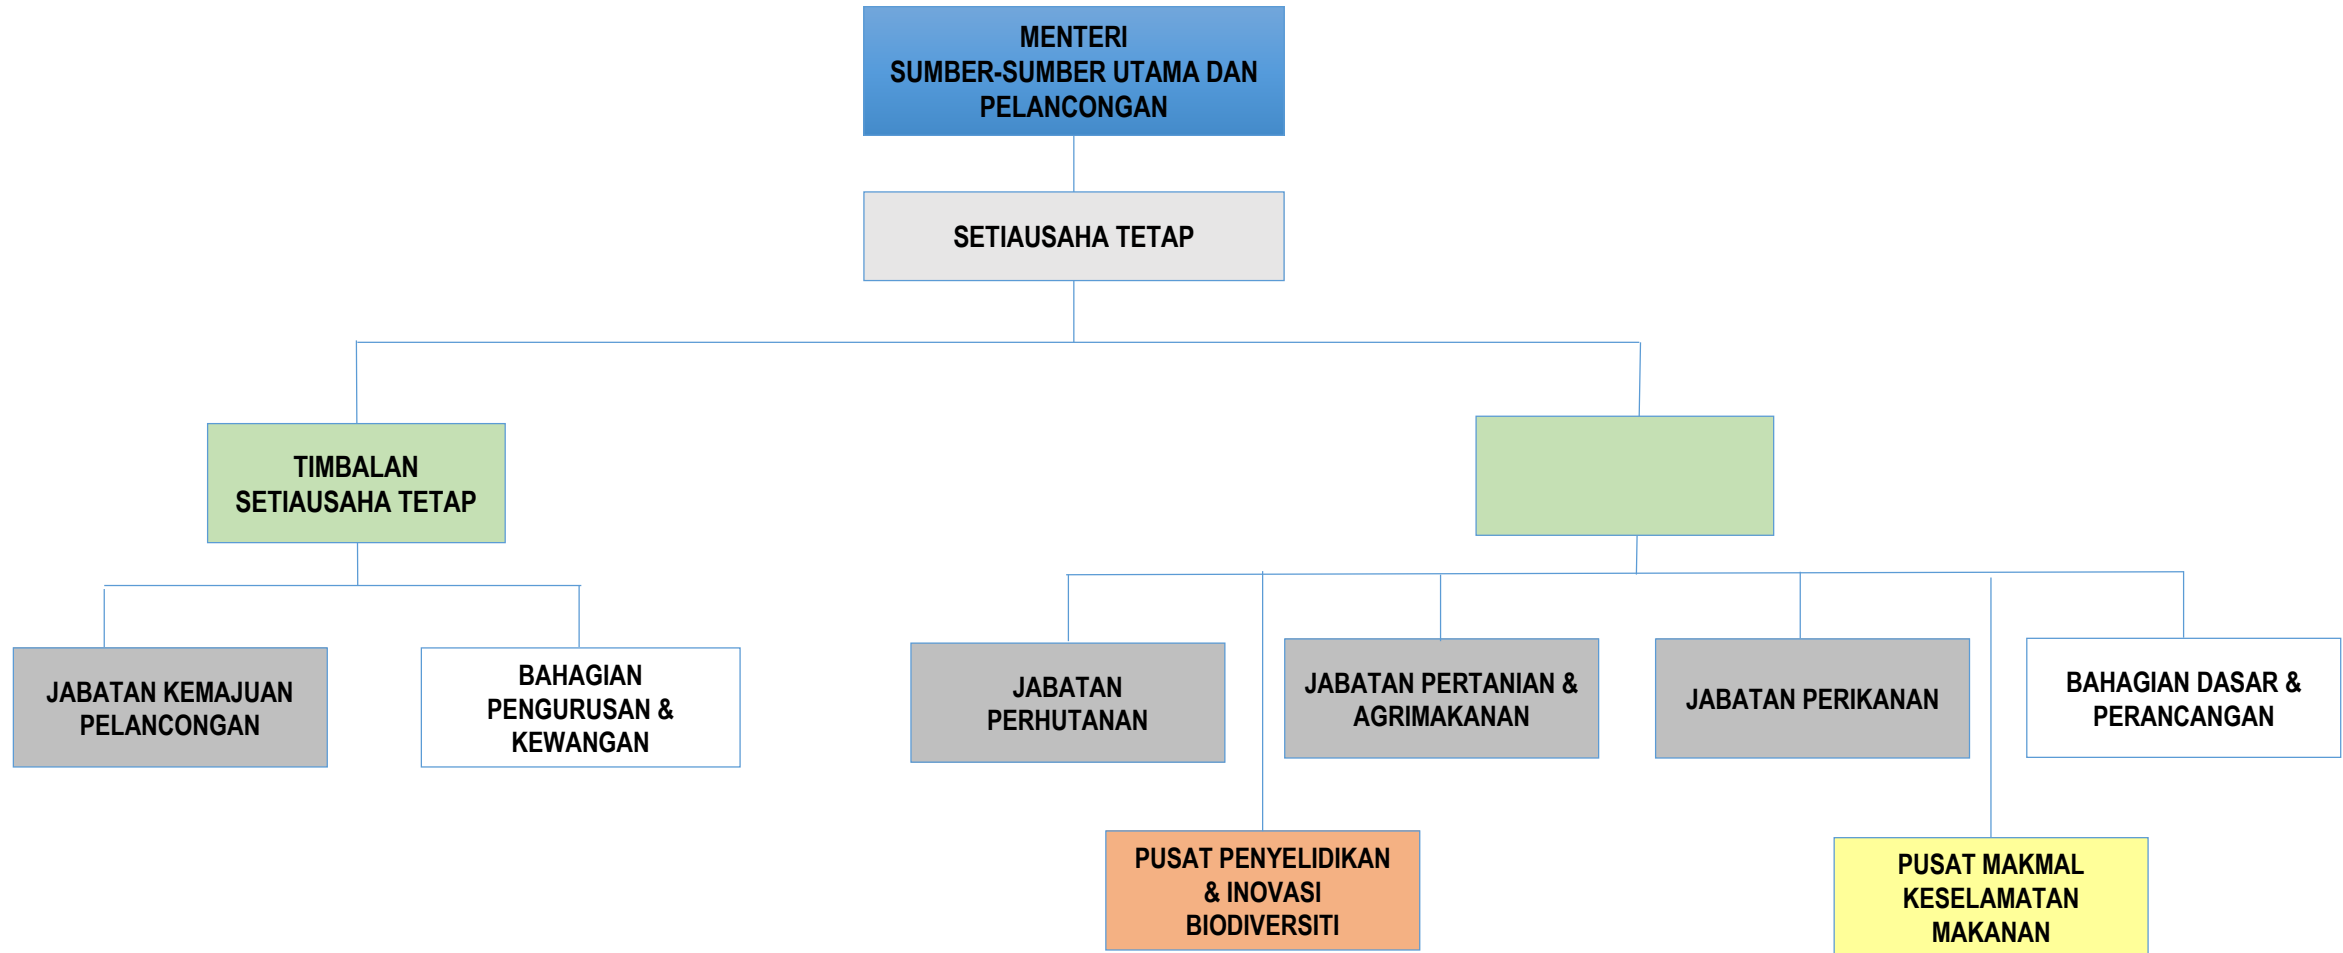 MENTERI
SUMBER-SUMBER UTAMA DAN
PELANCONGAN
SETIAUSAHA TETAP
TIMBALAN
SETIAUSAHA TETAP
JABATAN KEMAJUAN
PELANCONGAN
BAHAGIAN
PENGURUSAN &
KEWANGAN
JABATAN
PERHUTANAN
JABATAN PERTANIAN &
AGRIMAKANAN
JABATAN PERIKANAN
BAHAGIAN DASAR &
PERANCANGAN
PUSAT PENYELIDIKAN
& INOVASI
BIODIVERSITI
PUSAT MAKMAL
KESELAMATAN
MAKANAN